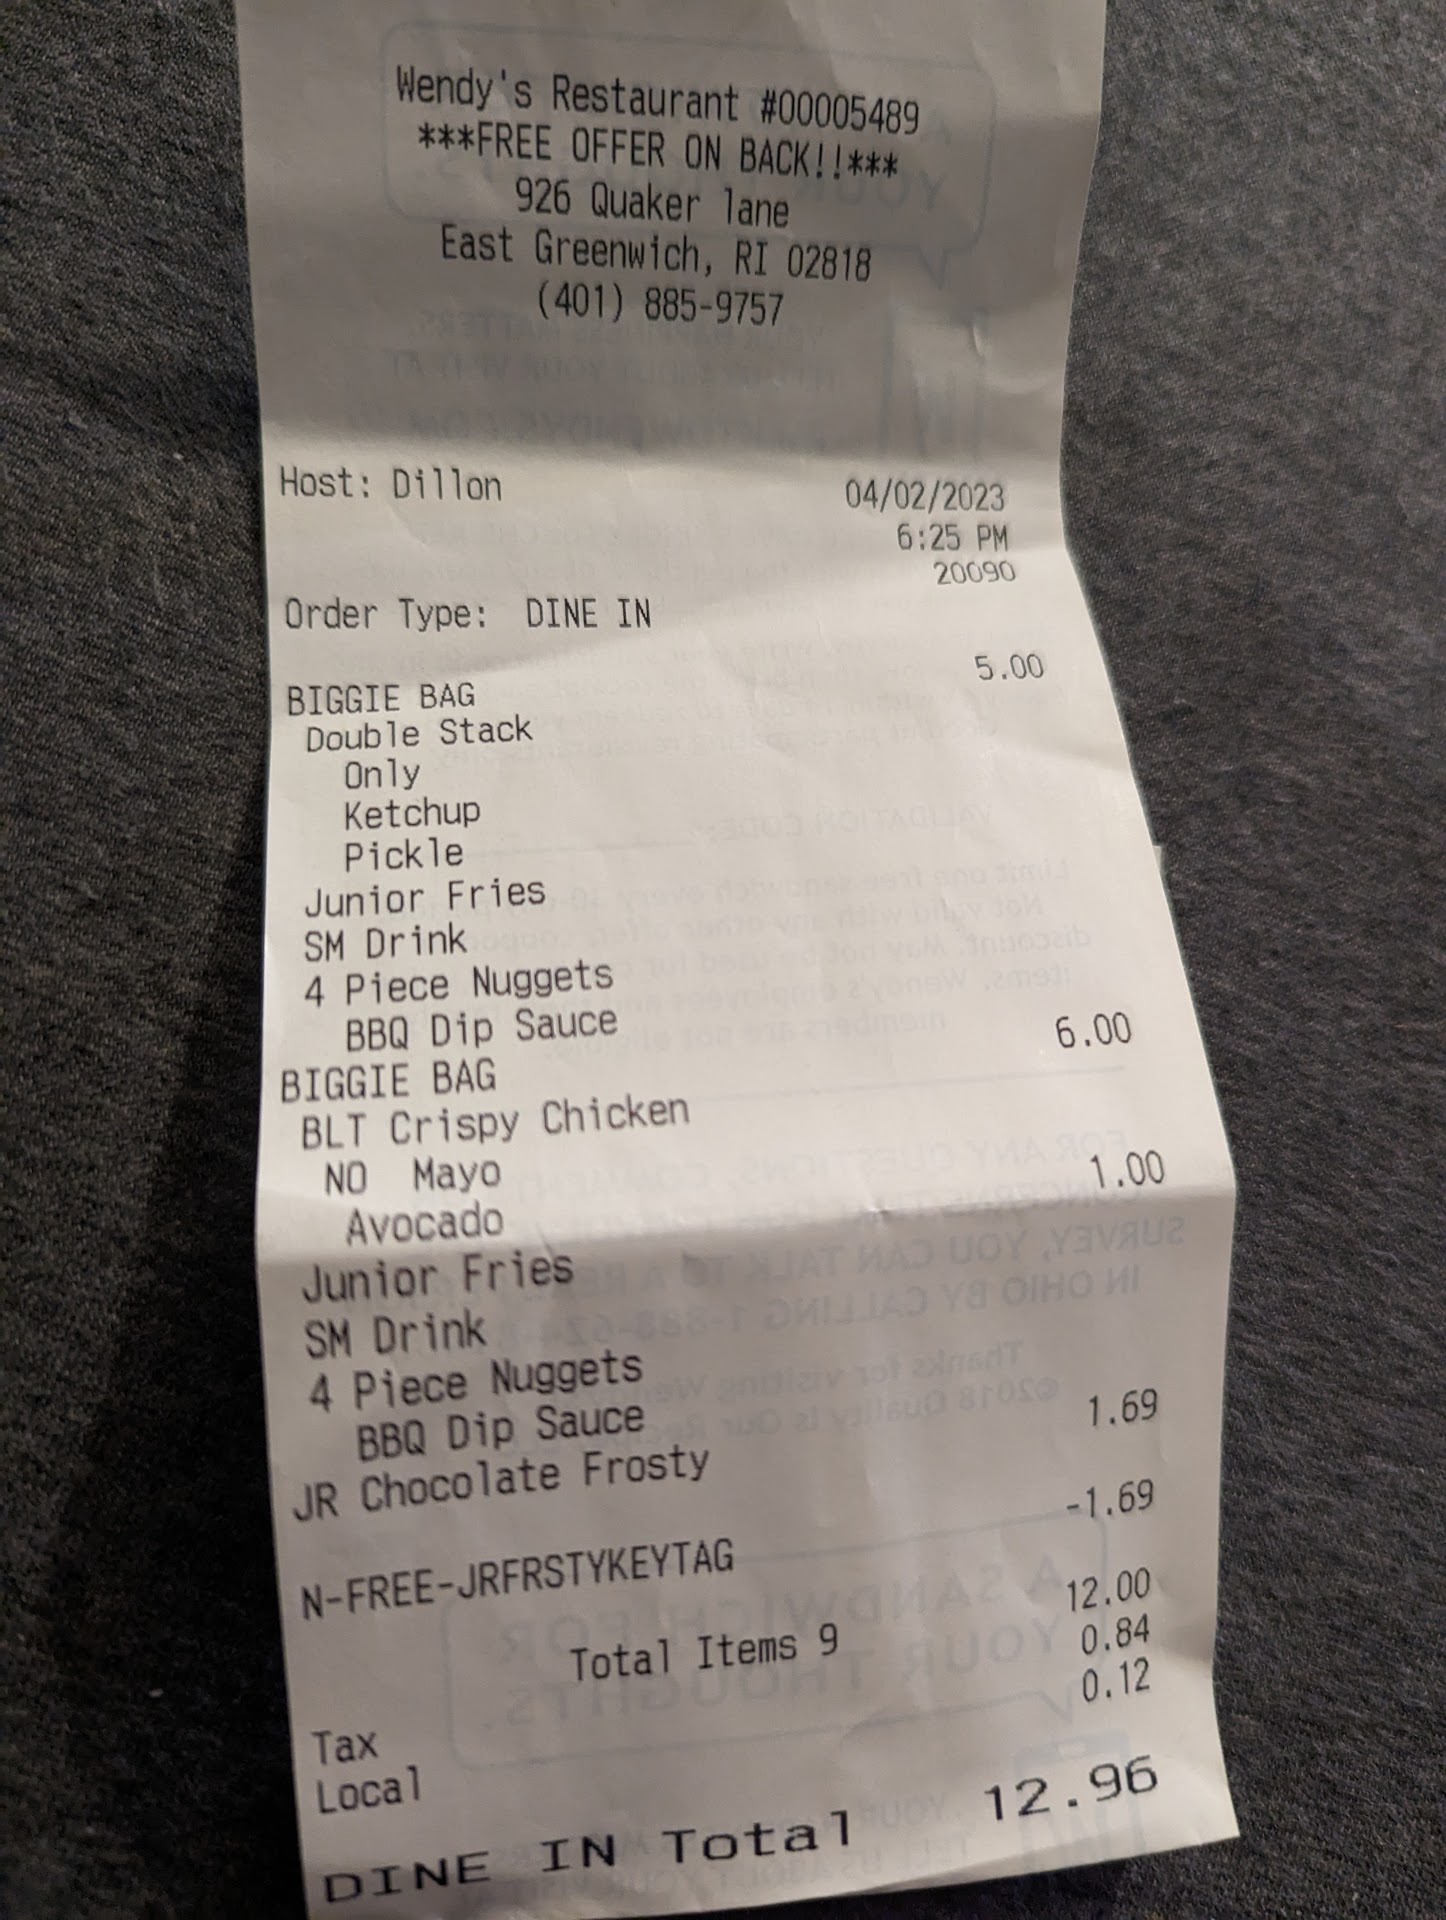 Wendy's Restaurant #00005489
***FREE OFFER ON BACK!!***
926 Quaker lane
East Greenwich, RI 02818
(401) 885-9757
Host: Dillon 04/02/2023
6:25 PM
20090
Order Type: DINE IN
BIGGIE BAG 5.00
Double Stack
Only
Ketchup
Pickle
Junior Fries
SM Drink
4 Piece Nuggets
BBQ Dip Sauce
BIGGIE BAG 6.00
BLT Crispy Chicken
NO Mayo
Avocado 1.00
Junior Fries
SM Drink
4 Piece Nuggets
BBQ Dip Sauce
JR Chocolate Frosty 1.69
N-FREE-JRFRSTYKEYTAG -1.69
Total Items 9 12.00
Tax 0.84
Local 0.12
DINE IN Total 12.96